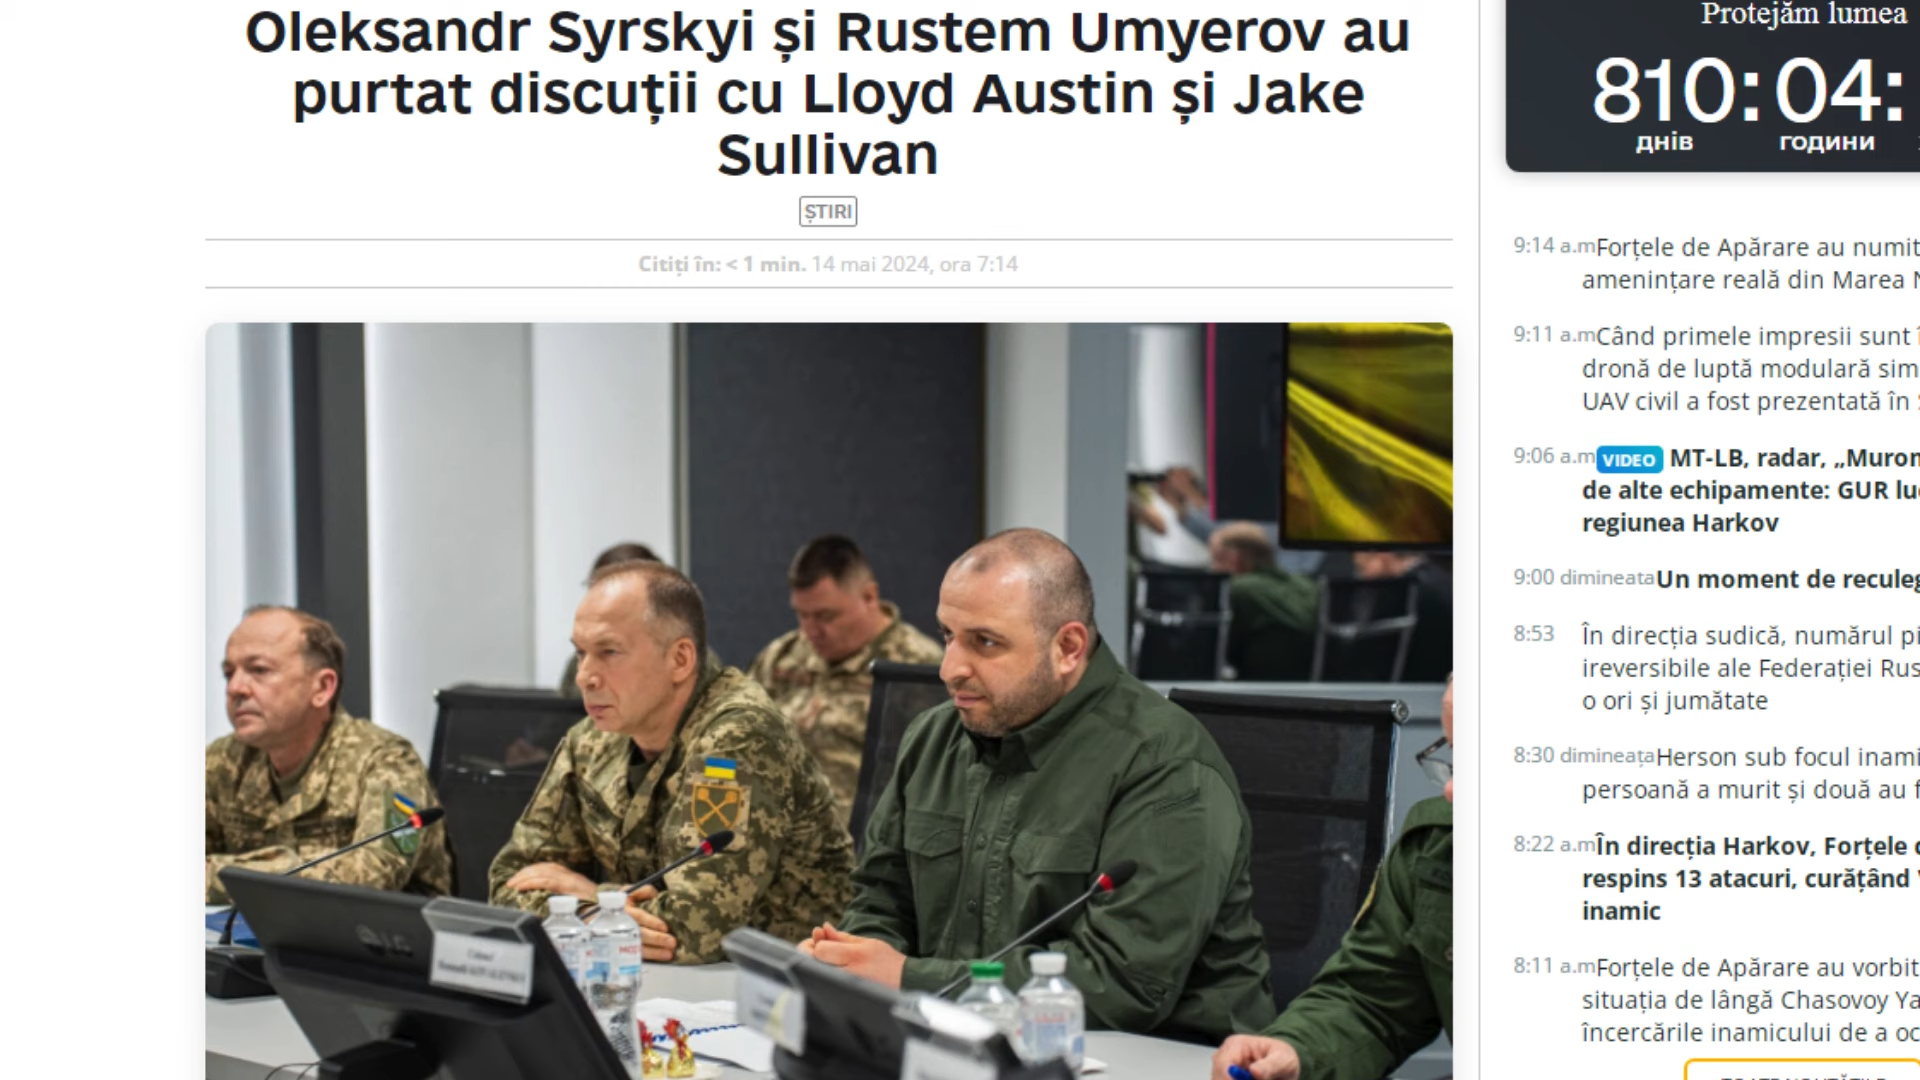 Oleksandr Syrskyi și Rustem Umyerov au
purtat discuții cu Lloyd Austin și Jake
Sullivan
ȘTIRI
Citiți în: < 1 min. 14 mai 2024, ora 7:14
Protejăm lumea
810:04:
днів години
9:14 a.m Forțele de Apărare au numit
amenințare reală din Marea N
9:11 a.m Când primele impresii sunt î
dronă de luptă modulară sim
UAV civil a fost prezentată în
9:06 a.m VIDEO MT-LB, radar, „Murom
de alte echipamente: GUR lu
regiunea Harkov
9:00 dimineata Un moment de reculeg
8:53 În direcția sudică, numărul pi
ireversibile ale Federației Rus
o ori și jumătate
8:30 dimineața Herson sub focul inami
persoană a murit și două au f
8:22 a.m În direcția Harkov, Forțele d
respins 13 atacuri, curățând V
inamic
8:11 a.m Forțele de Apărare au vorbit
situația de lângă Chasovoy Ya
încercările inamicului de a oc